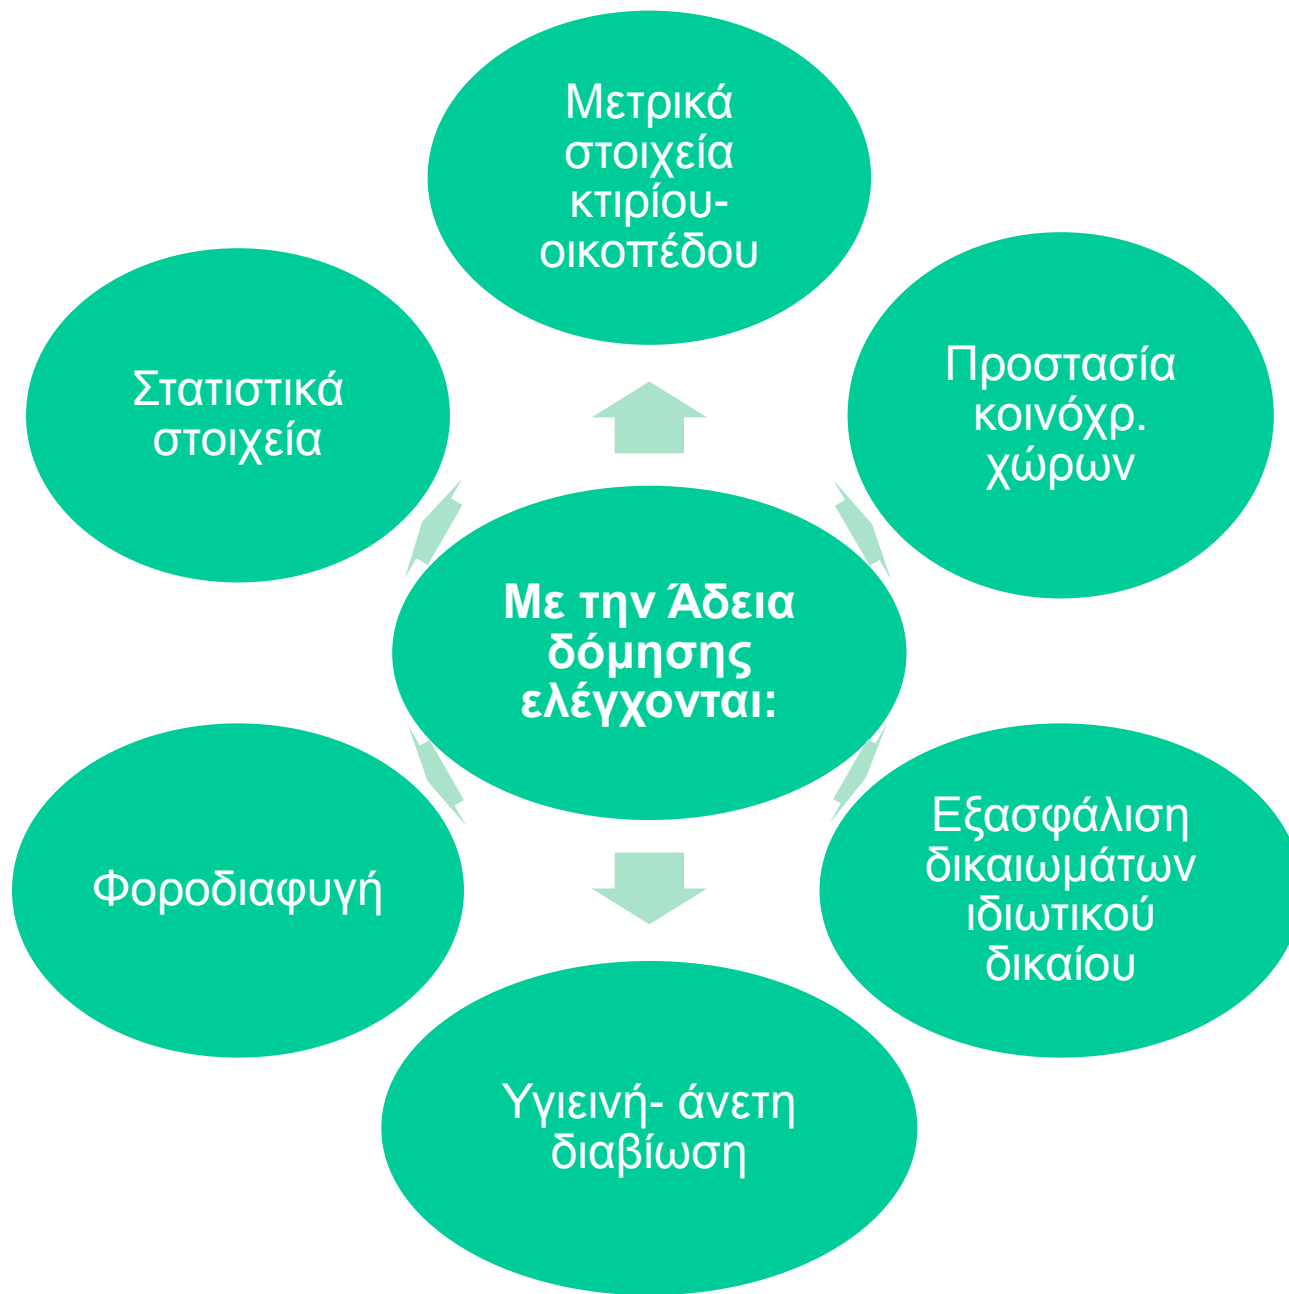 Μετρικά
στοιχεία
κτιρίου-
οικοπέδου
Προστασία
κοινόχρ.
χώρων
Στατιστικά
στοιχεία
Με την Άδεια
δόμησης
ελέγχονται:
Εξασφάλιση
δικαιωμάτων
ιδιωτικού
δικαίου
Φοροδιαφυγή
Υγιεινή- άνετη
διαβίωση